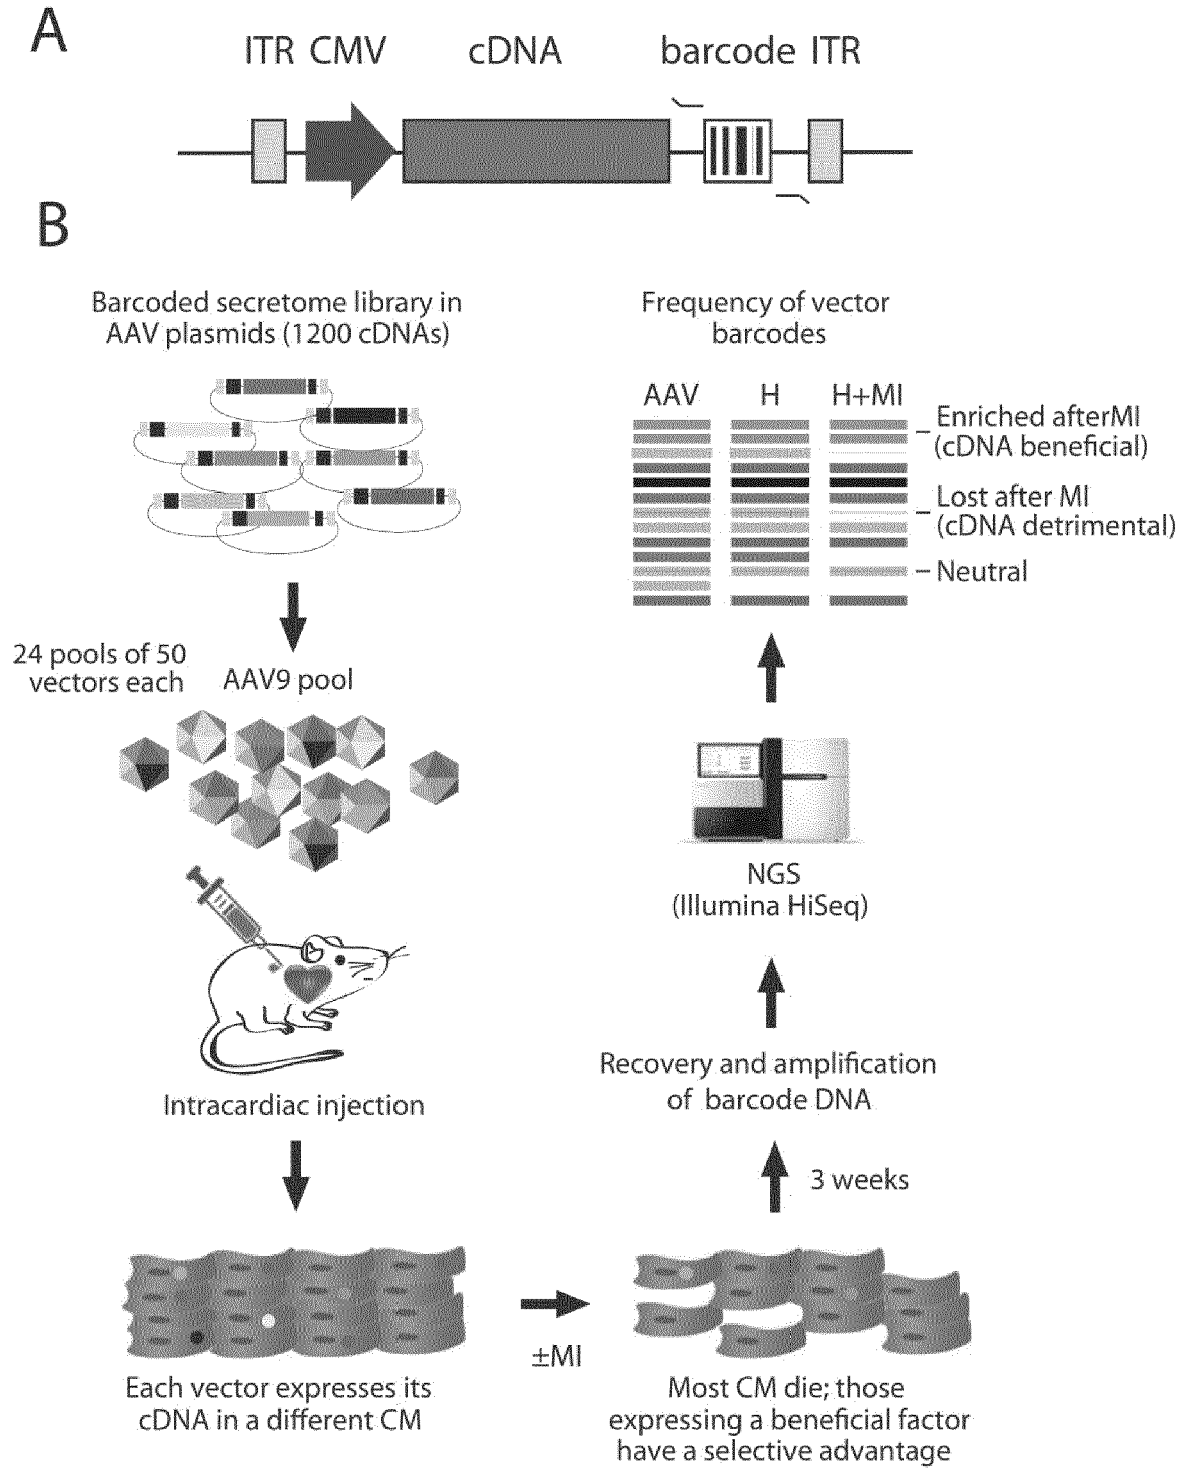 A
ITR CMV cDNA barcode ITR
B
Barcoded secretome library in
AAV plasmids (1200 cDNAs)
24 pools of 50
vectors each
AAV9 pool
Intracardiac injection
Each vector expresses its
cDNA in a different CM
±MI
Most CM die; those
expressing a beneficial factor
have a selective advantage
3 weeks
Recovery and amplification
of barcode DNA
NGS
(Illumina HiSeq)
Frequency of vector
barcodes
AAV H H+MI
Enriched afterMI
(cDNA beneficial)
Lost after MI
(cDNA detrimental)
Neutral